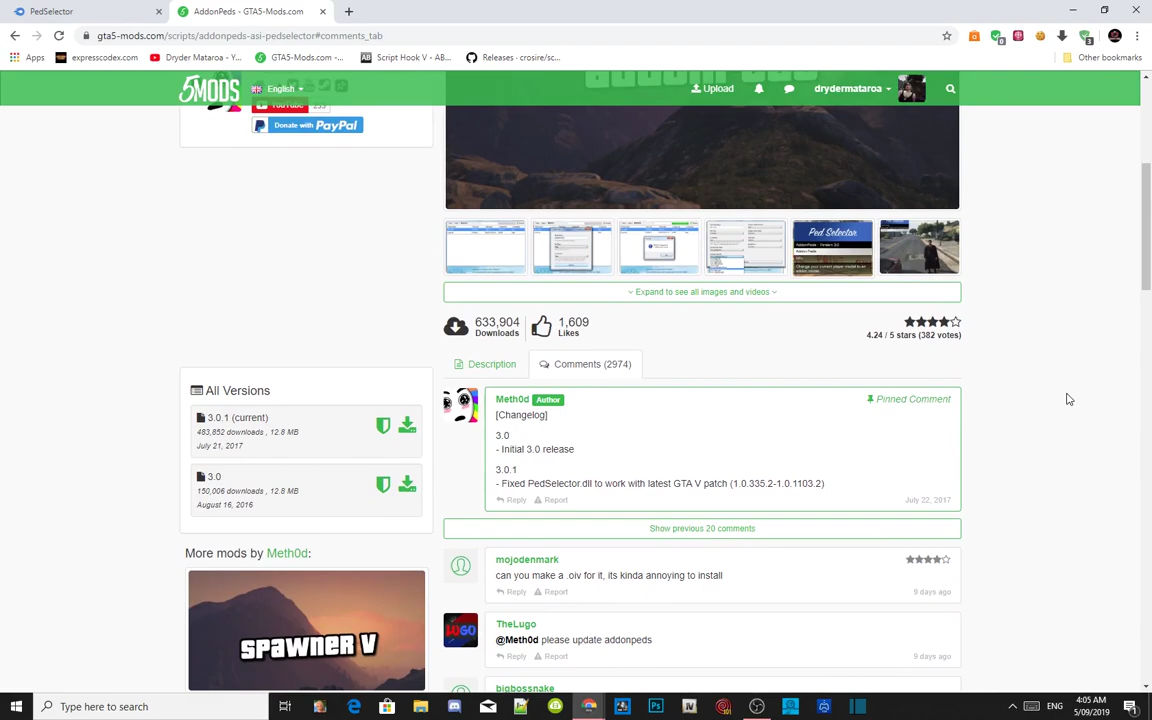 PedSelector
AddonPeds - GTA5-Mods.com
gta5-mods.com/scripts/addonpeds-asi-pedselector#comments_tab
Apps
expresscodex.com
Dryder Mataroa - Y...
GTA5-Mods.com -...
Script Hook V - AB...
Releases · crosire/sc...
Other bookmarks
5MODS
English
Upload
drydermataroa
YouTube
Donate with PayPal
Ped Selector
Expand to see all images and videos
633,904
Downloads
1,609
Likes
4.24 / 5 stars (382 votes)
Description
Comments (2974)
All Versions
3.0.1 (current)
483,852 downloads , 12.8 MB
July 21, 2017
3.0
150,006 downloads , 12.8 MB
August 16, 2016
More mods by Meth0d:
SPAWNER V
Meth0d Author
Pinned Comment
[Changelog]
3.0
- Initial 3.0 release
3.0.1
- Fixed PedSelector.dll to work with latest GTA V patch (1.0.335.2-1.0.1103.2)
Reply Report
July 22, 2017
Show previous 20 comments
mojodenmark
can you make a .oiv for it, its kinda annoying to install
Reply Report
9 days ago
LUGO
TheLugo
@Meth0d please update addonpeds
Reply Report
9 days ago
bigbossnake
Type here to search
ENG
4:05 AM
5/09/2019